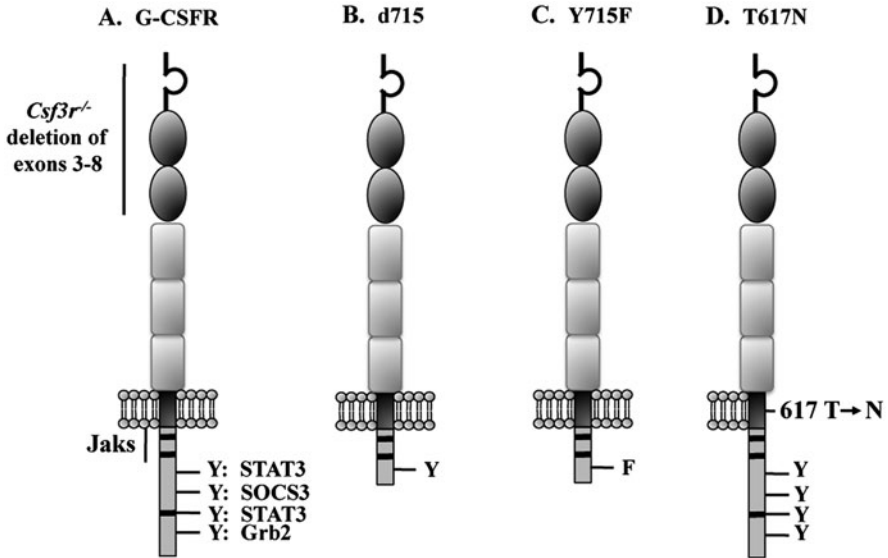 A. G-CSFR
B. d715
C. Y715F
D. T617N
Csf3r-/-
deletion of
exons 3-8
617 T→N
Jaks
Y: STAT3
Y: SOCS3
Y: STAT3
Y: Grb2
Y
F
Y
Y
Y
Y